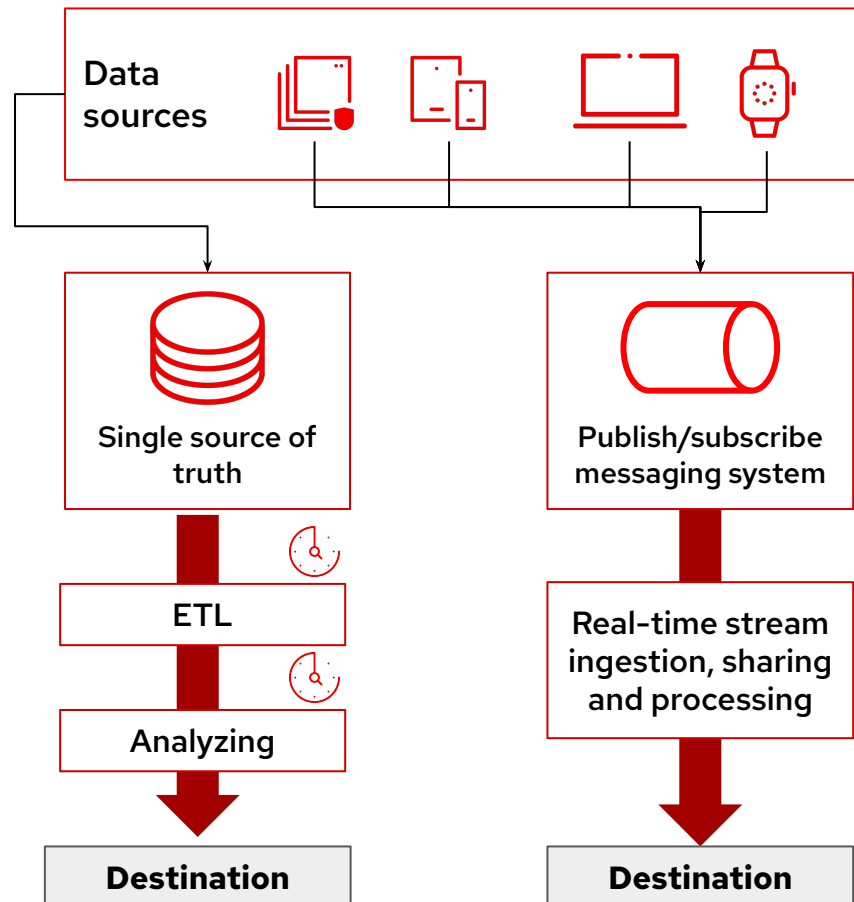 Data
sources
Single source of
truth
Publish/subscribe
messaging system
ETL
Real-time stream
ingestion, sharing
and processing
Analyzing
Destination
Destination